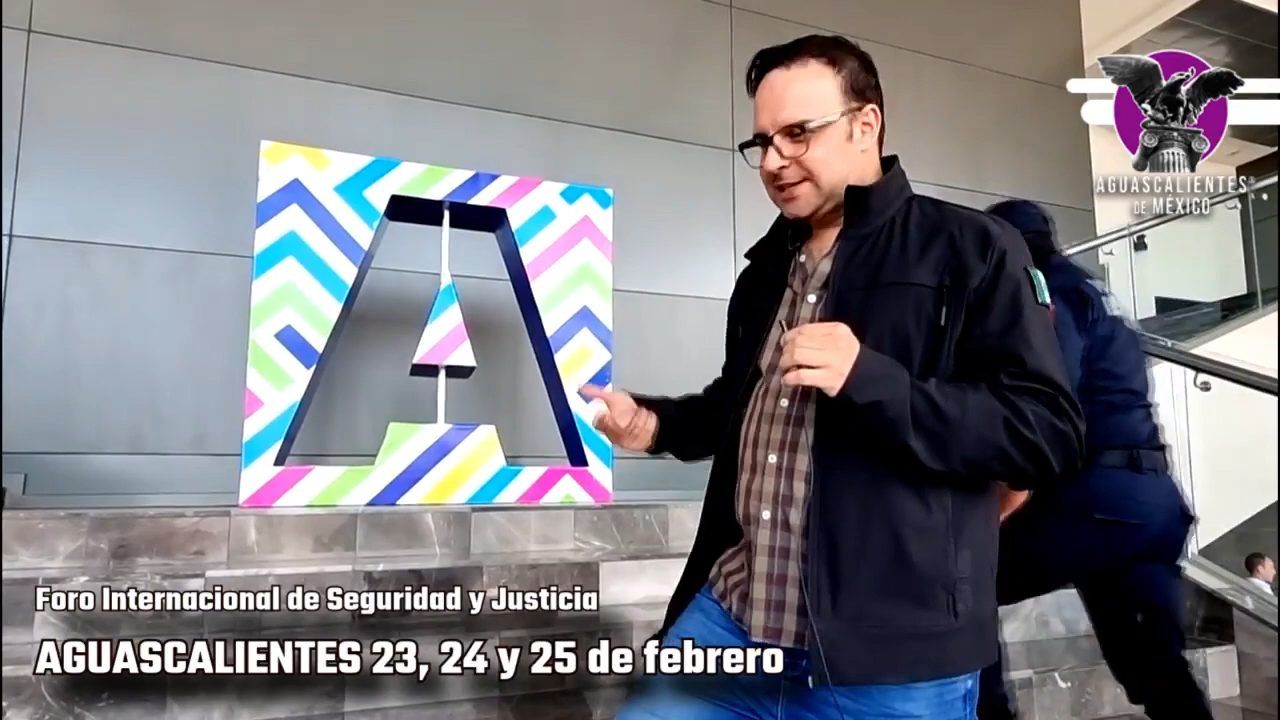 A
AGUASCALIENTES
DE MÉXICO
Foro Internacional de Seguridad y Justicia
AGUASCALIENTES 23, 24 y 25 de febrero